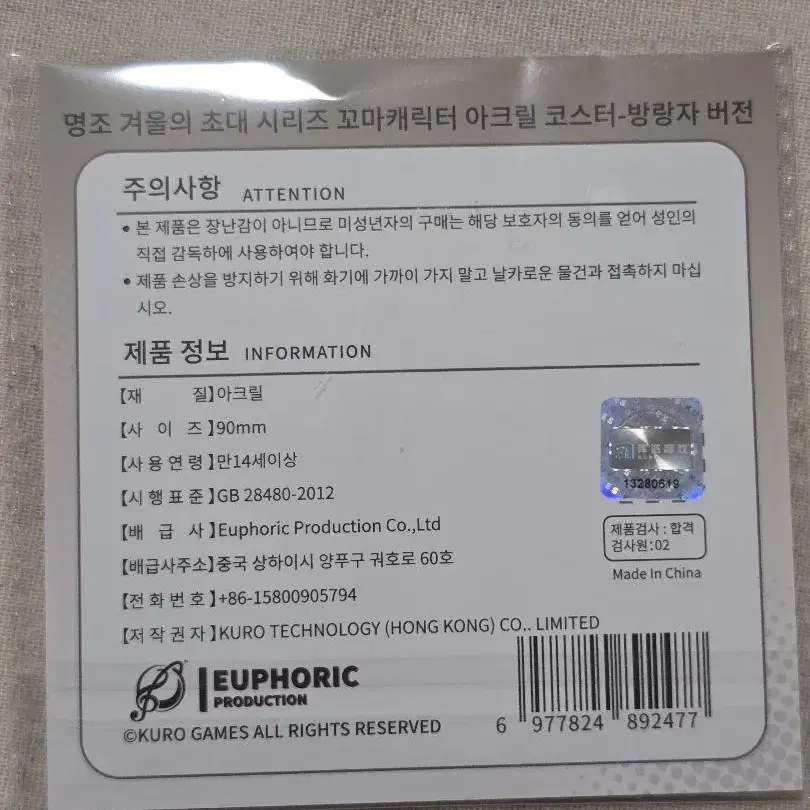 명조 겨울의 초대 시리즈 꼬마캐릭터 아크릴 코스터-방랑자 버전
주의사항 ATTENTION
• 본 제품은 장난감이 아니므로 미성년자의 구매는 해당 보호자의 동의를 얻어 성인의
직접 감독하에 사용하여야 합니다.
• 제품 손상을 방지하기 위해 화기에 가까이 가지 말고 날카로운 물건과 접촉하지 마십
시오.
제품 정보 INFORMATION
【재 질】아크릴
【사 이 즈】90mm
【사용연령】만14세이상
【시행표준】GB 28480-2012
【배 급 사】Euphoric Production Co.,Ltd
【배급사주소】중국 상하이시 양푸구 궈호로 60호
【전화번호】+86-15800905794
【저작권자】KURO TECHNOLOGY (HONG KONG) CO., LIMITED
13280519
제품검사 : 합격
검사원 : 02
Made In China
EUPHORIC
PRODUCTION
©KURO GAMES ALL RIGHTS RESERVED
6 977824 892477